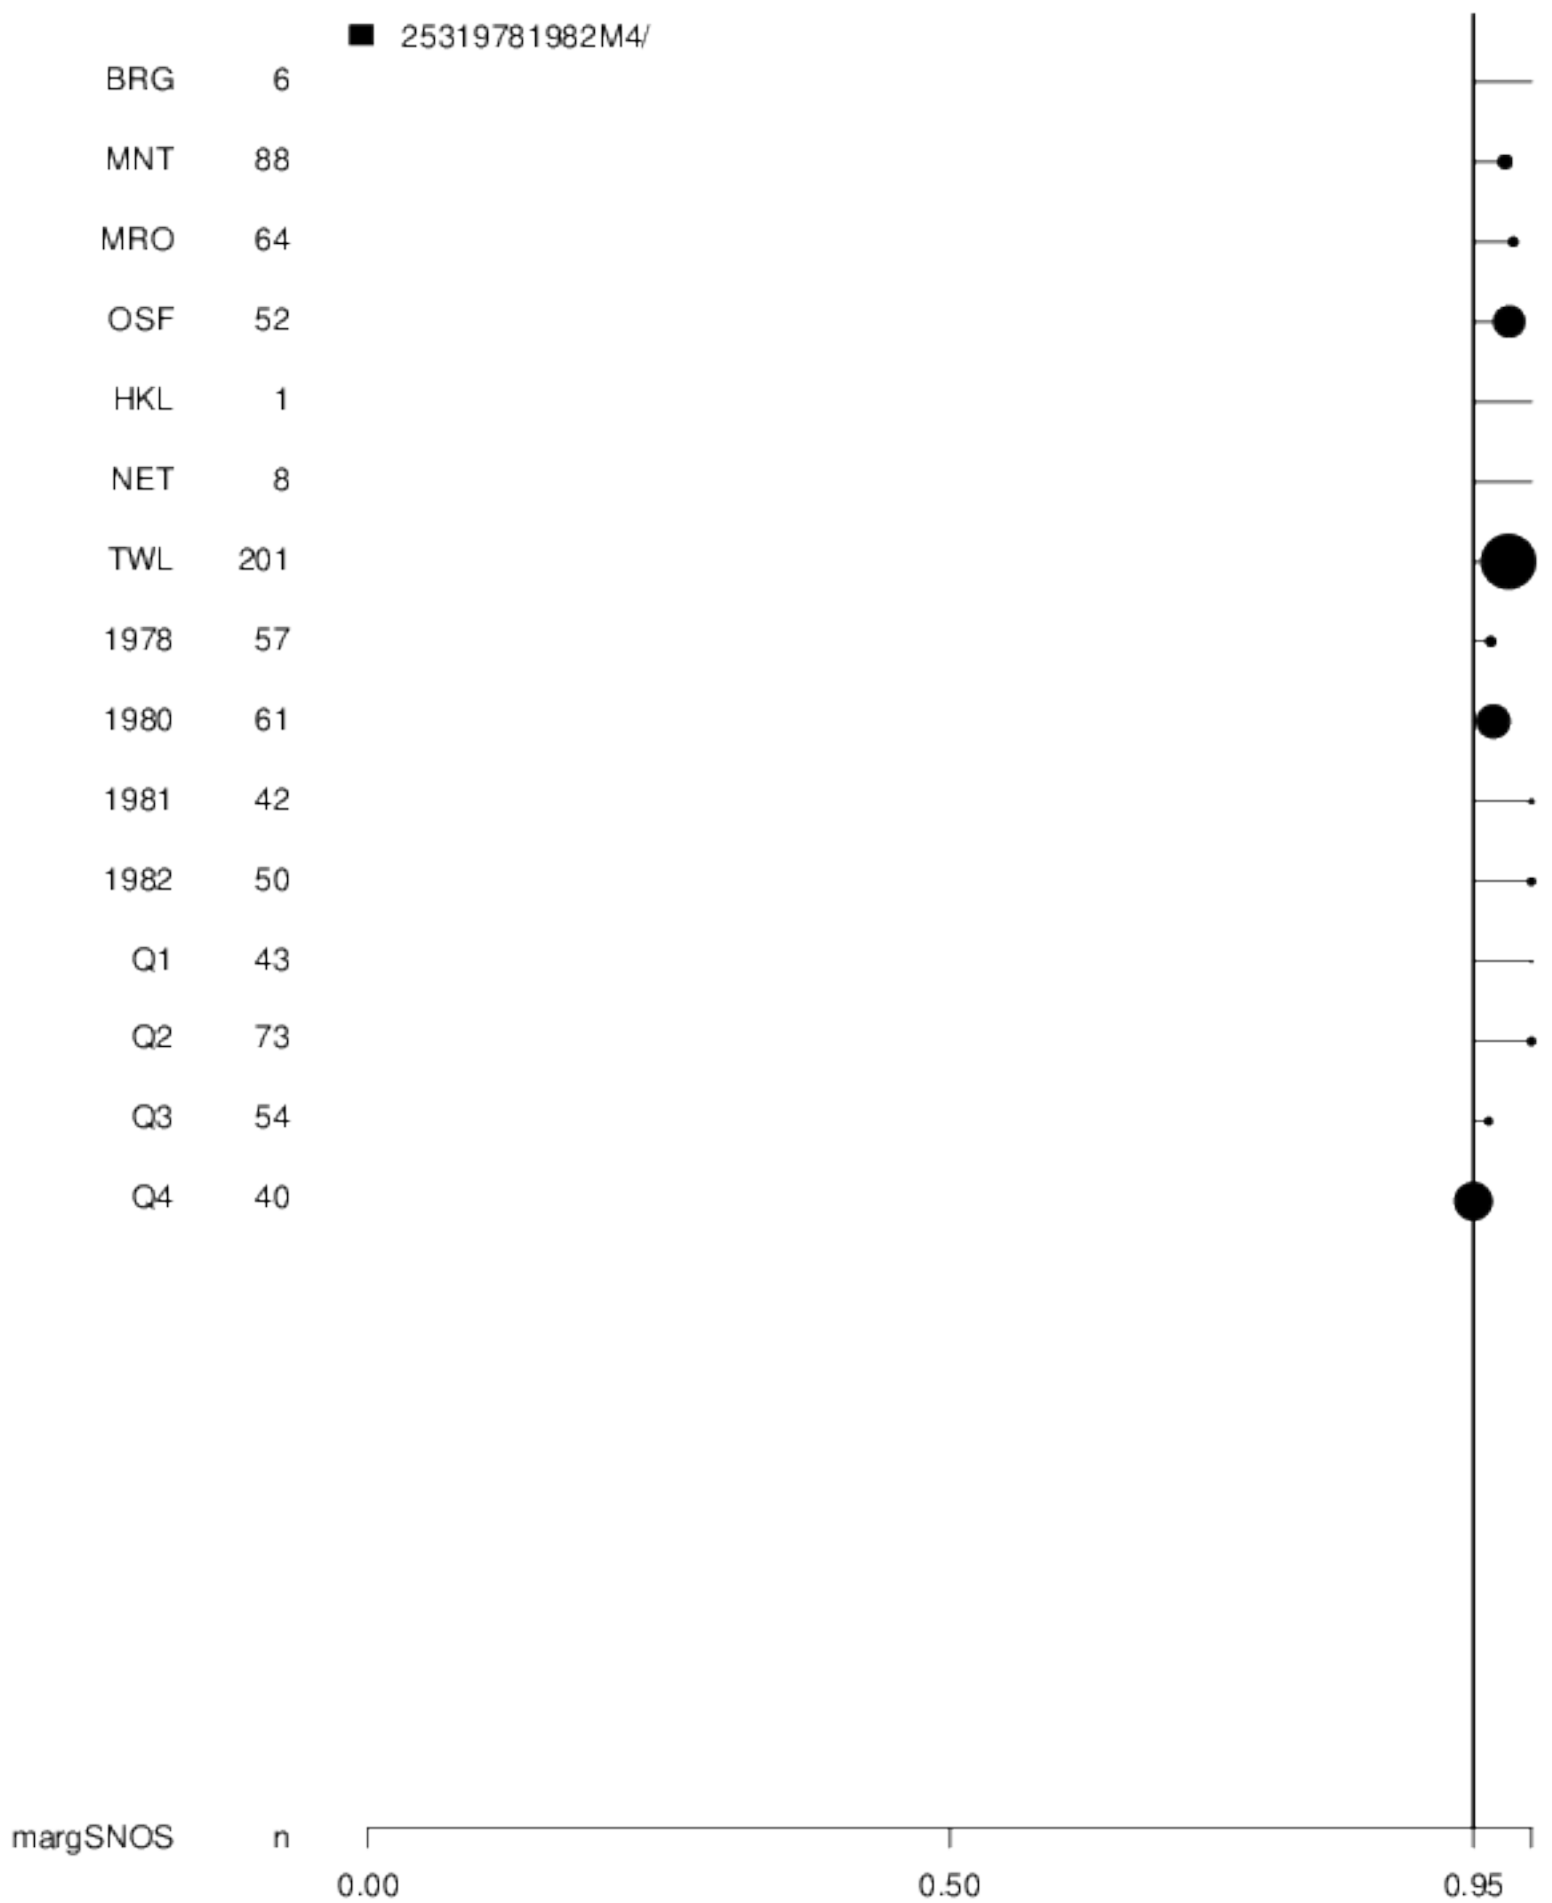 25319781982M4/
BRG 6
MNT 88
MRO 64
OSF 52
HKL 1
NET 8
TWL 201
1978 57
1980 61
1981 42
1982 50
Q1 43
Q2 73
Q3 54
Q4 40
margSNOS n
0.00 0.50 0.95